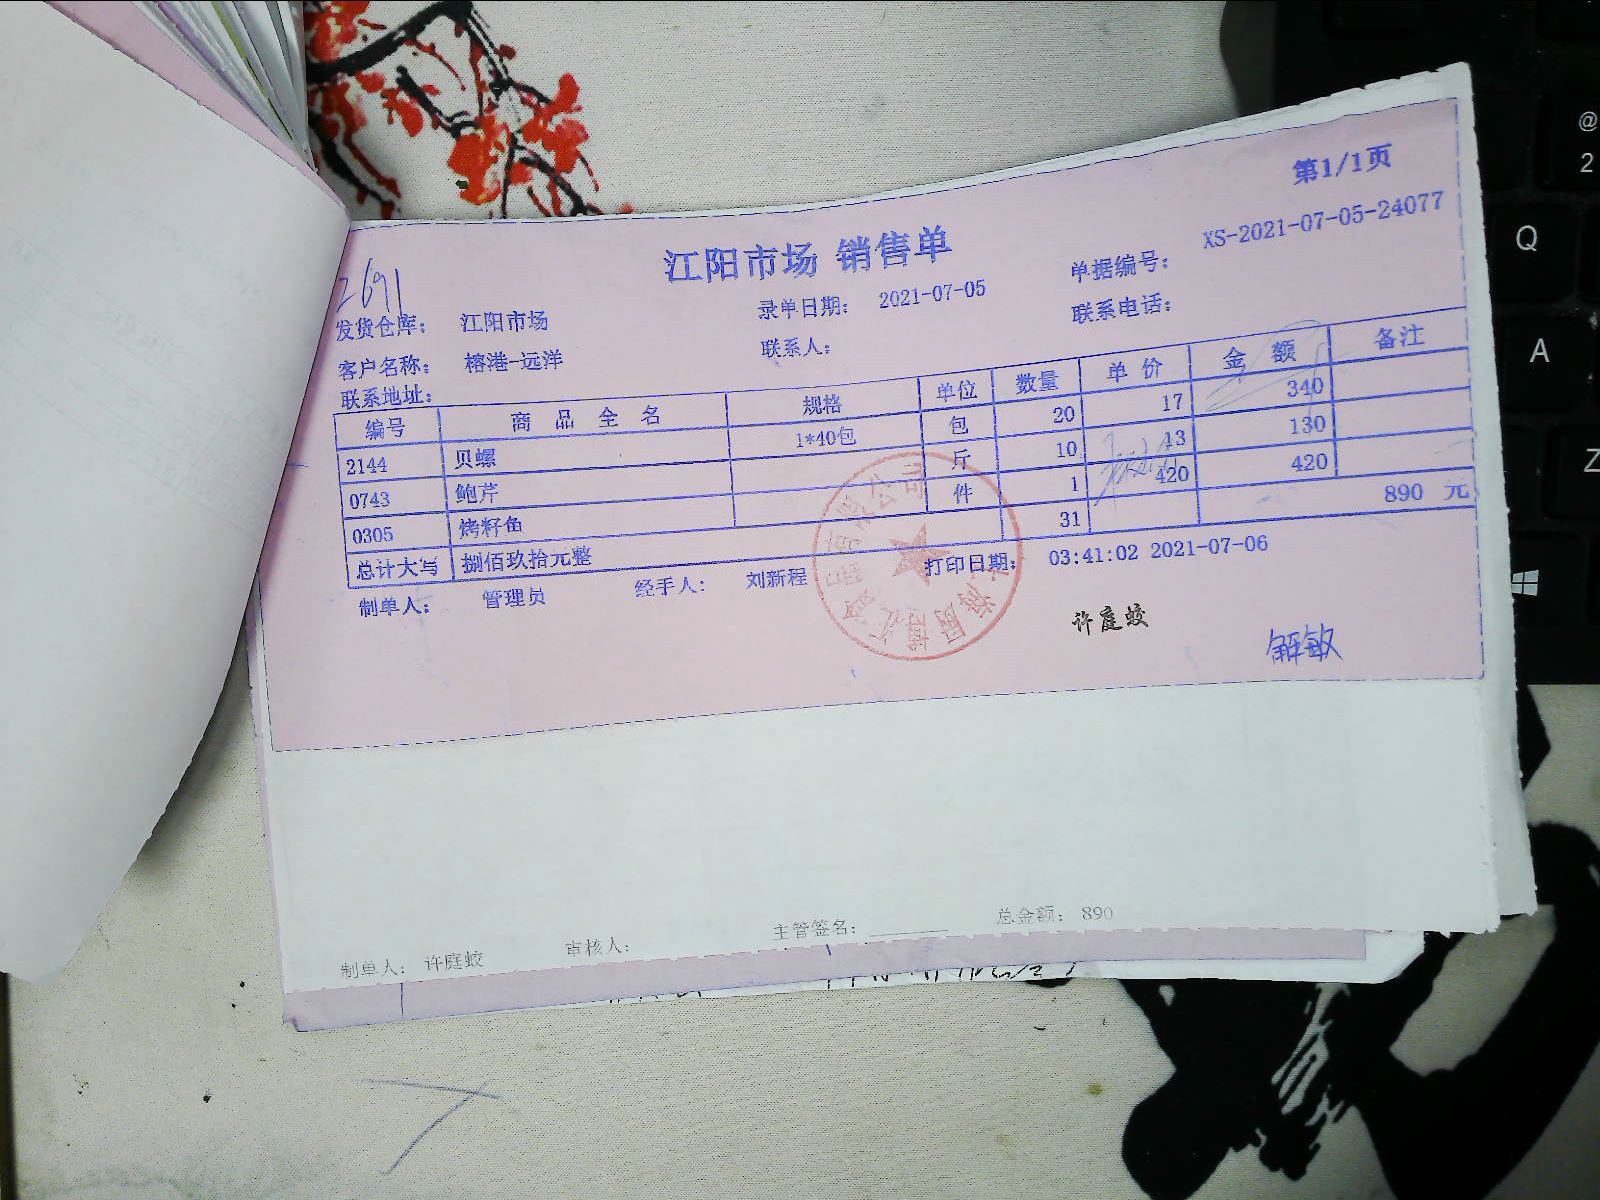 第1/1页
江阳市场 销售单
2691
单据编号： XS-2021-07-05-24077
发货仓库： 江阳市场 录单日期： 2021-07-05 联系电话：
客户名称： 榕港-远洋 联系人：
联系地址：
编号 商品全名 规格 单位 数量 单价 金额 备注
2144 贝螺 1*40包 包 20 17 340
0743 鲍芹 斤 10 13 130
0305 烤籽鱼 件 1 420 420
总计大写 捌佰玖拾元整 31 890 元
制单人： 管理员 经手人： 刘新程 打印日期： 03:41:02 2021-07-06
许庭蛟
解敏
制单人： 许庭蛟 审核人： 主管签名： 总金额： 890
@
2
Q
A
Z